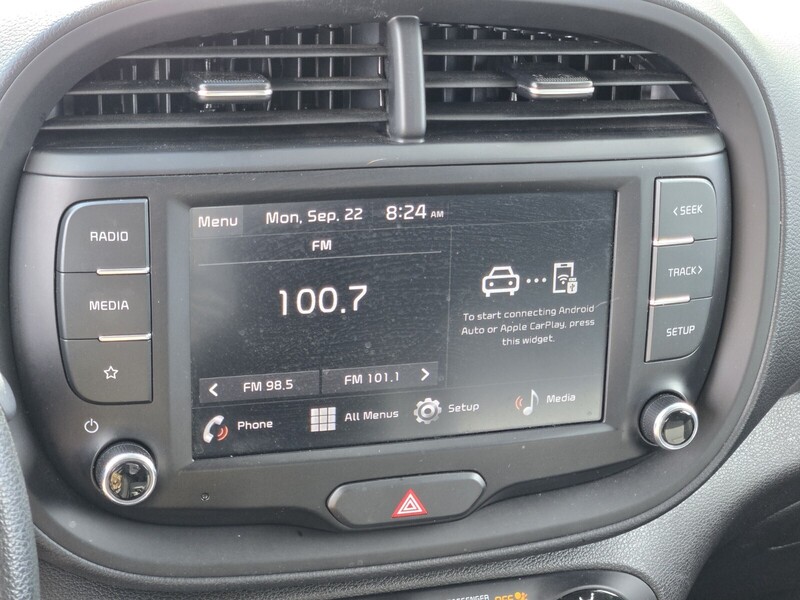 Menu Mon, Sep. 22 8:24 AM
FM
100.7
FM 98.5 FM 101.1
To start connecting Android
Auto or Apple CarPlay, press
this widget.
Phone All Menus Setup Media
RADIO
MEDIA
< SEEK
TRACK >
SETUP
OFF